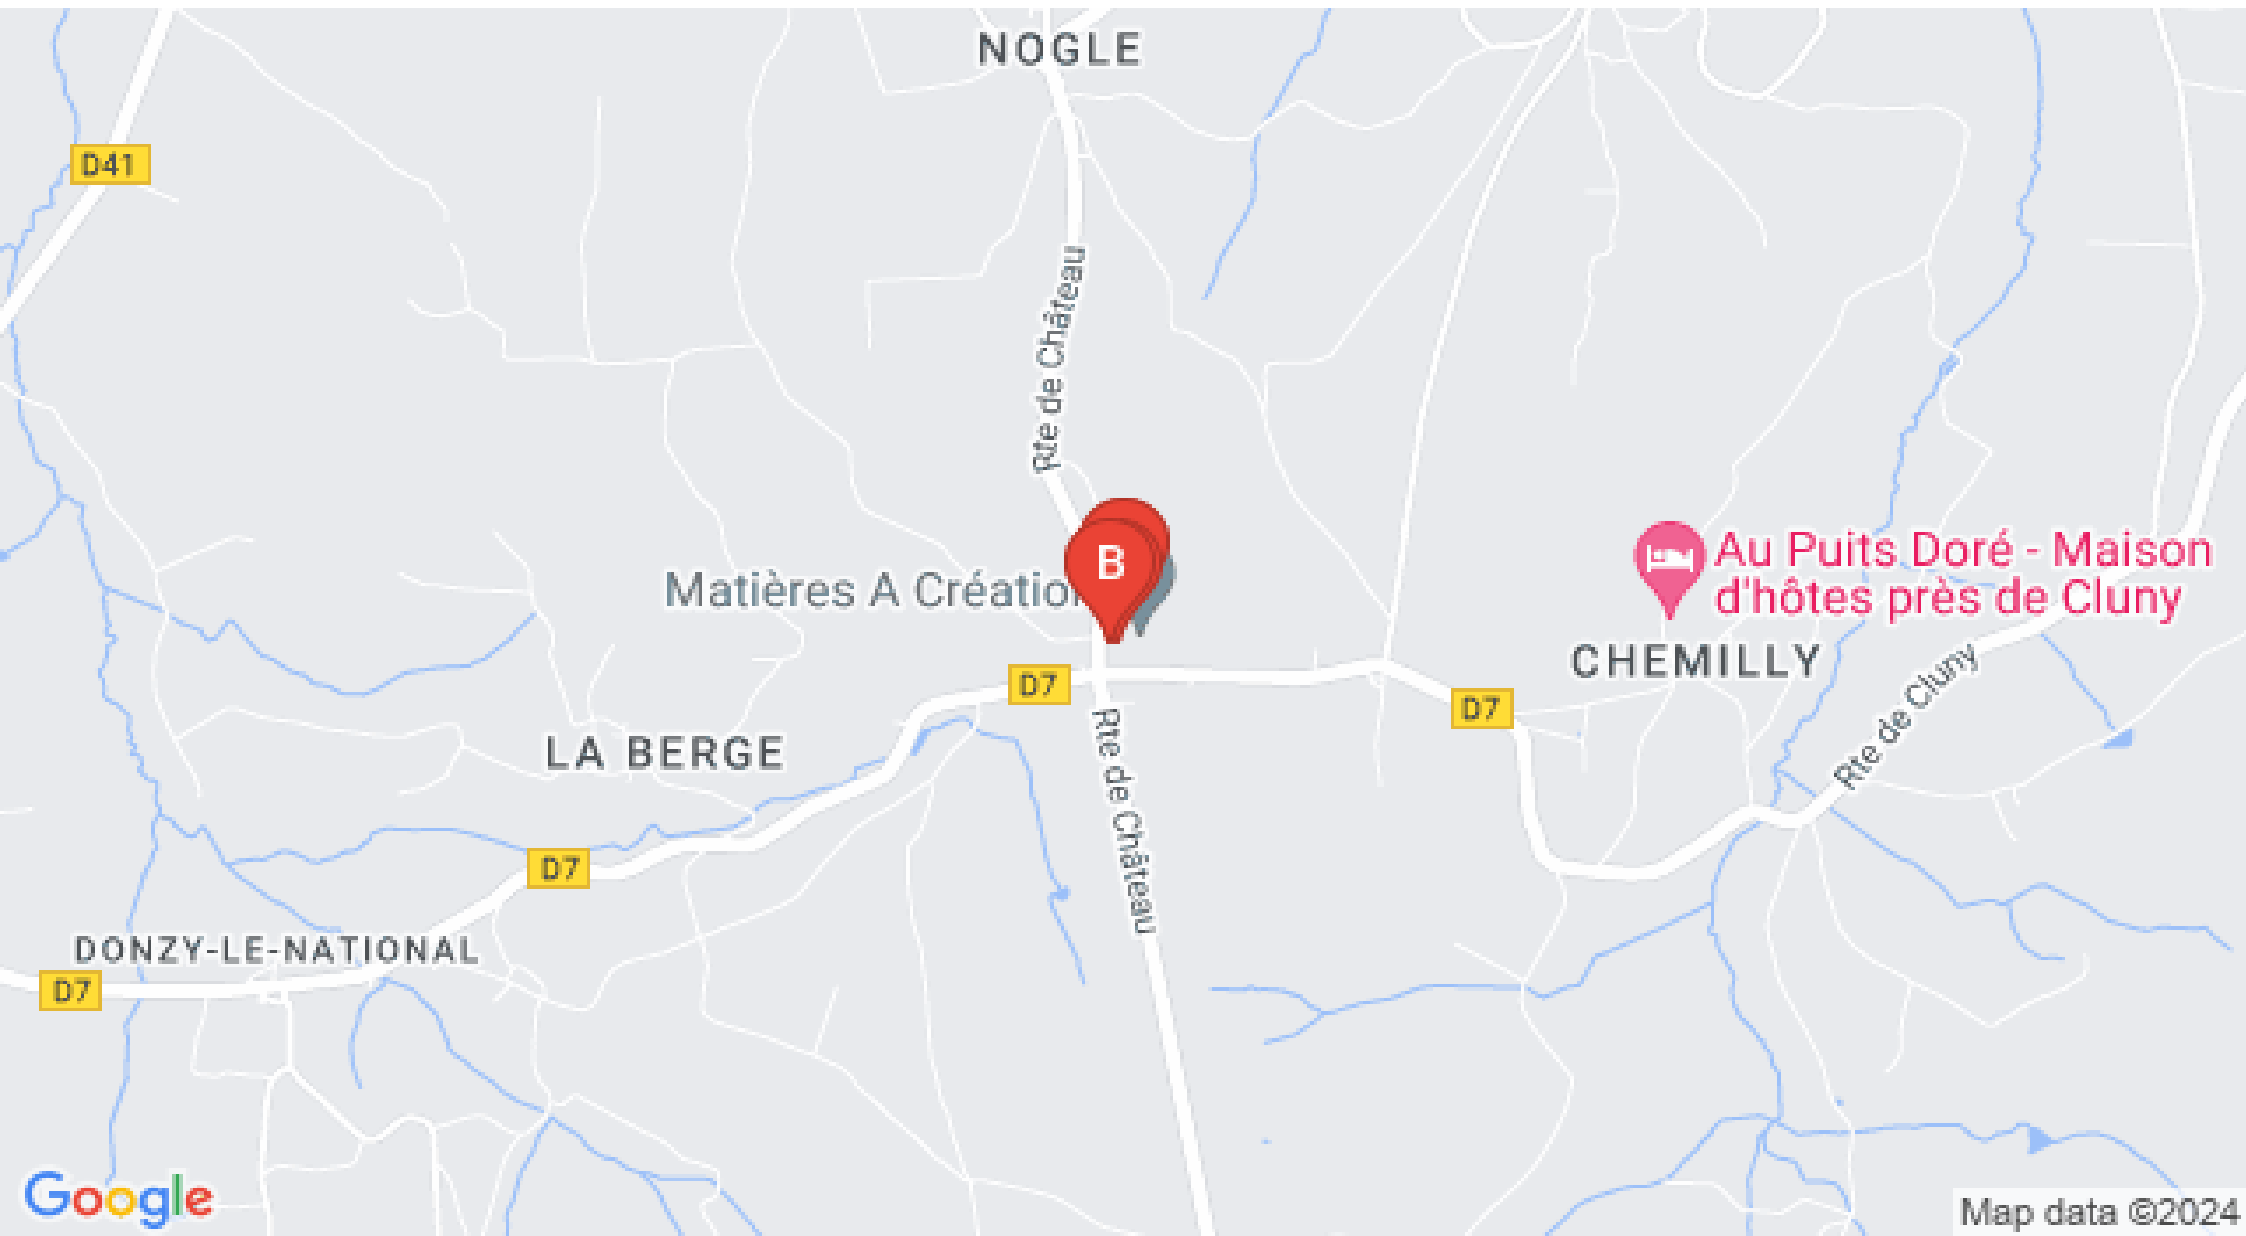 NOGLE
D41
Rte de Château
B
Matières A Création
Au Puits Doré - Maison
d'hôtes près de Cluny
CHEMILLY
D7
D7
Rte de Cluny
Rte de Château
LA BERGE
D7
DONZY-LE-NATIONAL
D7
Google
Map data ©2024